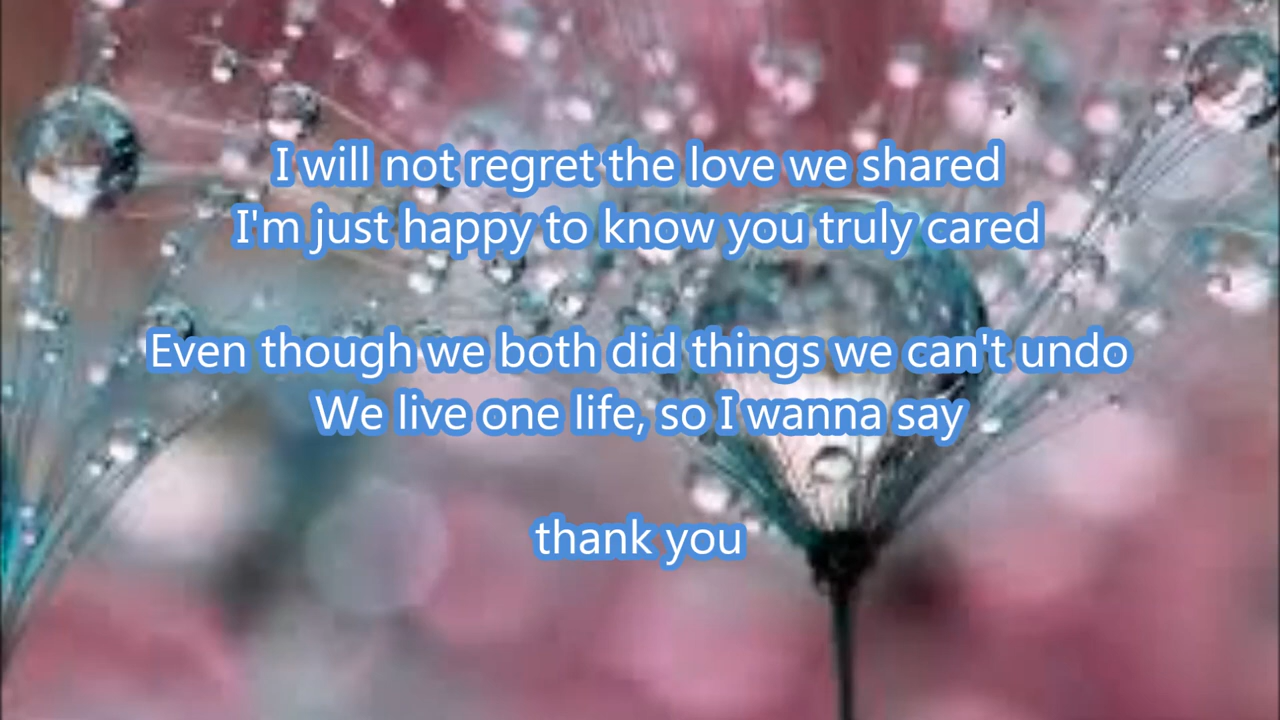 I will not regret the love we shared
I'm just happy to know you truly cared
Even though we both did things we can't undo
We live one life, so I wanna say
thank you